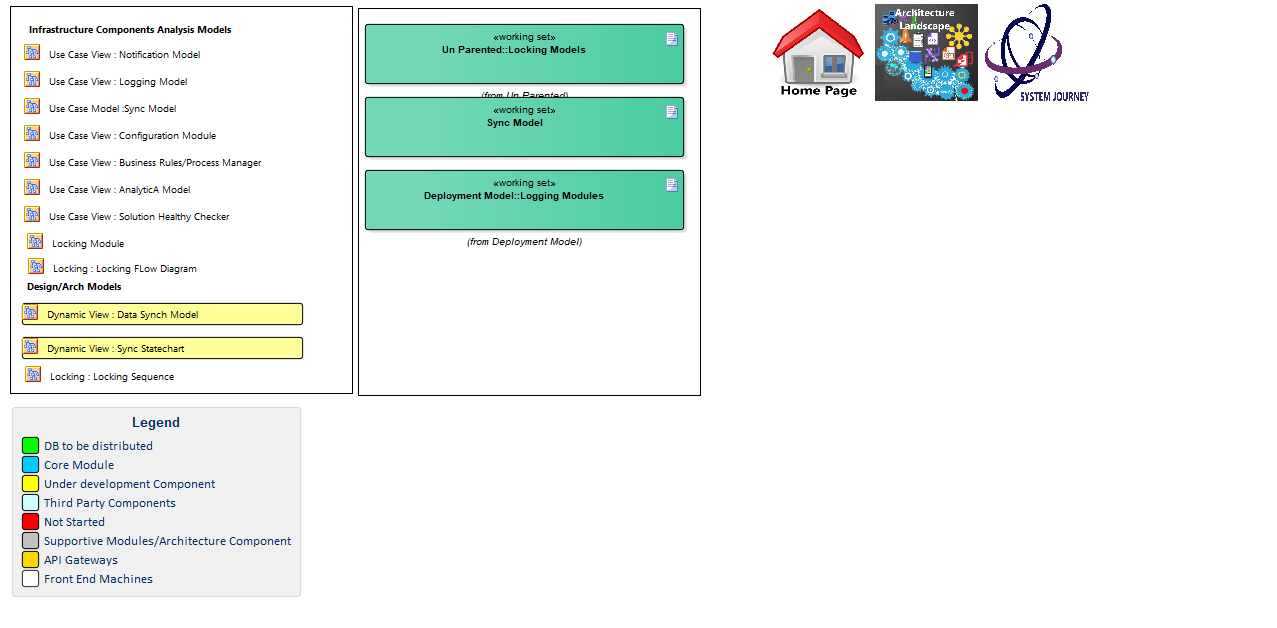 Infrastructure Components Analysis Models
Use Case View : Notification Model
Use Case View : Logging Model
Use Case Model :Sync Model
Use Case View : Configuration Module
Use Case View : Business Rules/Process Manager
Use Case View : AnalyticA Model
Use Case View : Solution Healthy Checker
Locking Module
Locking : Locking FLow Diagram
Design/Arch Models
Dynamic View : Data Synch Model
Dynamic View : Sync Statechart
Locking : Locking Sequence
«working set»
Un Parented::Locking Models
(from Un Parented)
«working set»
Sync Model
«working set»
Deployment Model::Logging Modules
(from Deployment Model)
Home Page
Architecture
Landscape
SYSTEM JOURNEY
Legend
DB to be distributed
Core Module
Under development Component
Third Party Components
Not Started
Supportive Modules/Architecture Component
API Gateways
Front End Machines